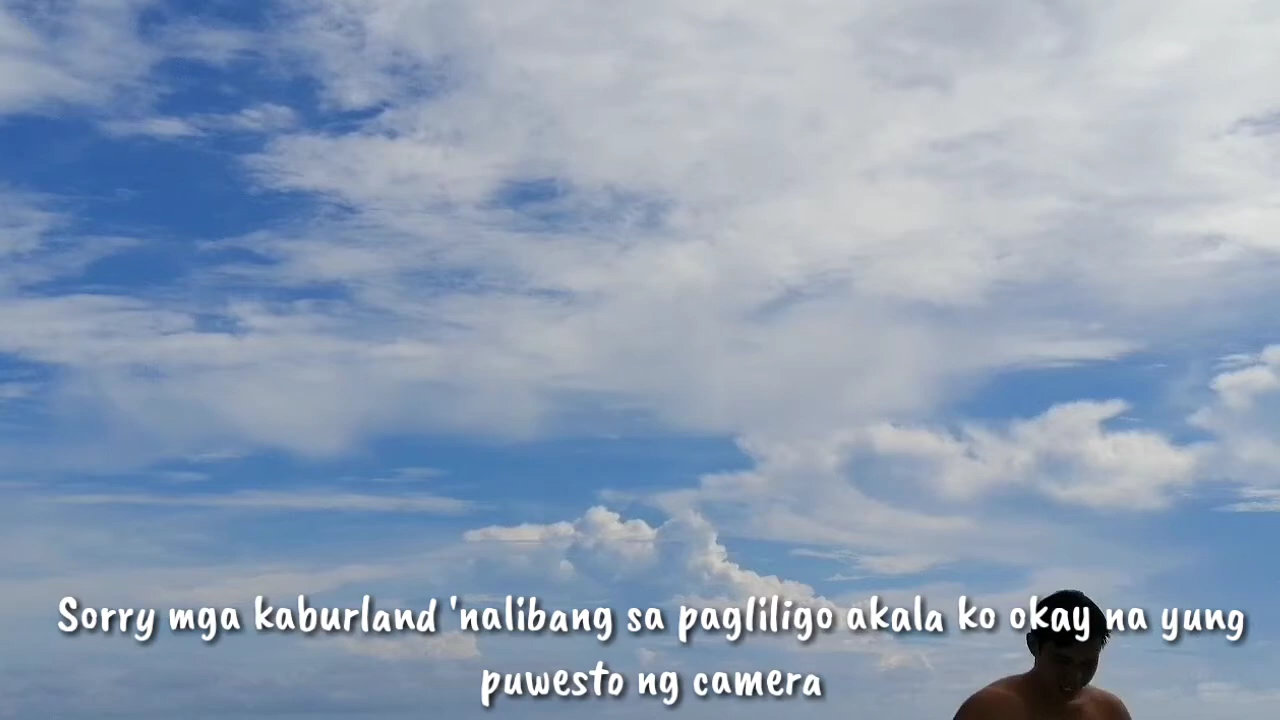 Sorry mga kaburland 'nalibang sa pagliligo akala ko okay na yung
puwesto ng camera